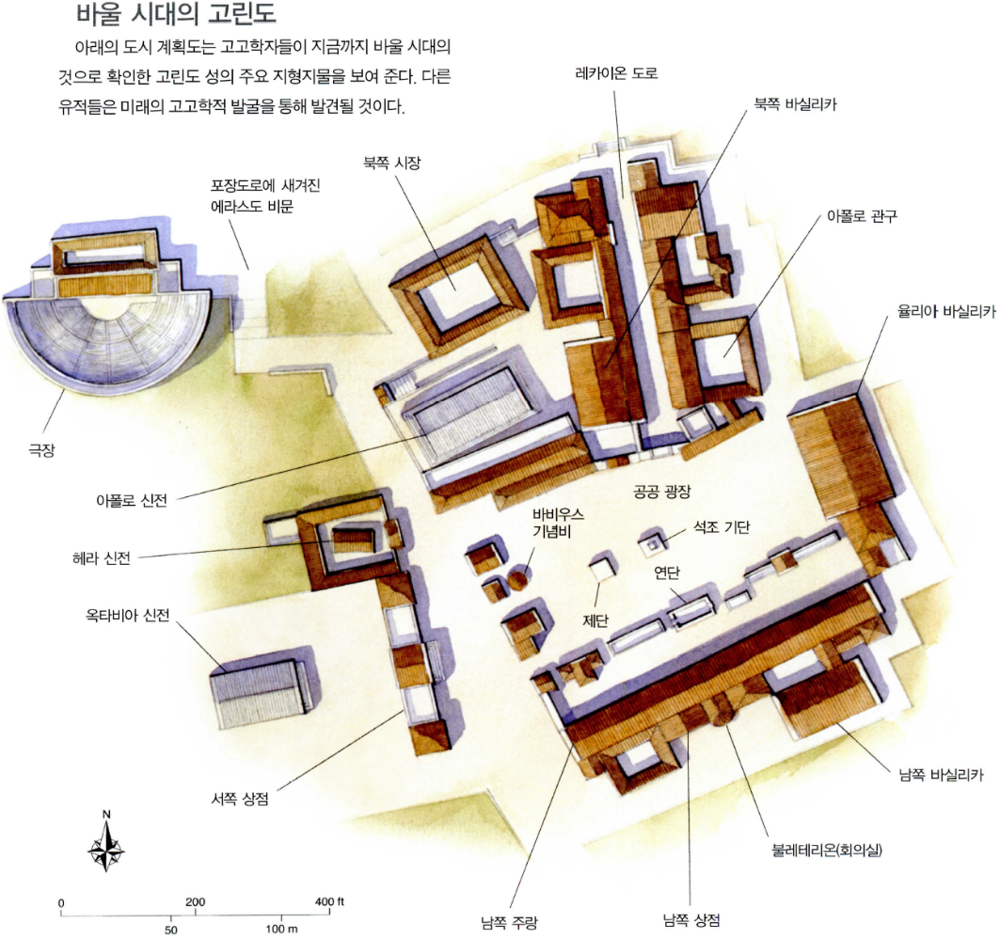 바울 시대의 고린도
아래의 도시 계획도는 고고학자들이 지금까지 바울 시대의
것으로 확인한 고린도 성의 주요 지형지물을 보여 준다. 다른
유적들은 미래의 고고학적 발굴을 통해 발견될 것이다.
레카이온 도로
북쪽 바실리카
북쪽 시장
포장도로에 새겨진
에라스도 비문
아폴로 관구
율리아 바실리카
극장
아폴로 신전
공공 광장
바비우스
기념비
석조 기단
헤라 신전
연단
옥타비아 신전
제단
서쪽 상점
남쪽 바실리카
불레테리온(회의실)
남쪽 주랑
남쪽 상점
N
0 200 400 ft
50 100 m